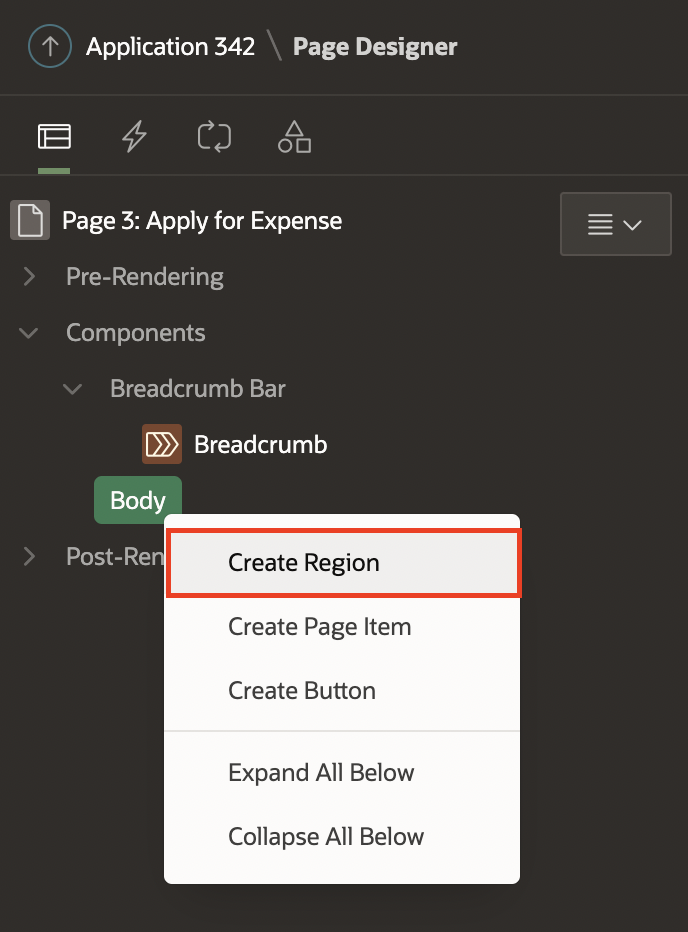 Application 342 \ Page Designer
Page 3: Apply for Expense
Pre-Rendering
Components
Breadcrumb Bar
Breadcrumb
Body
Post-Ren
Create Region
Create Page Item
Create Button
Expand All Below
Collapse All Below